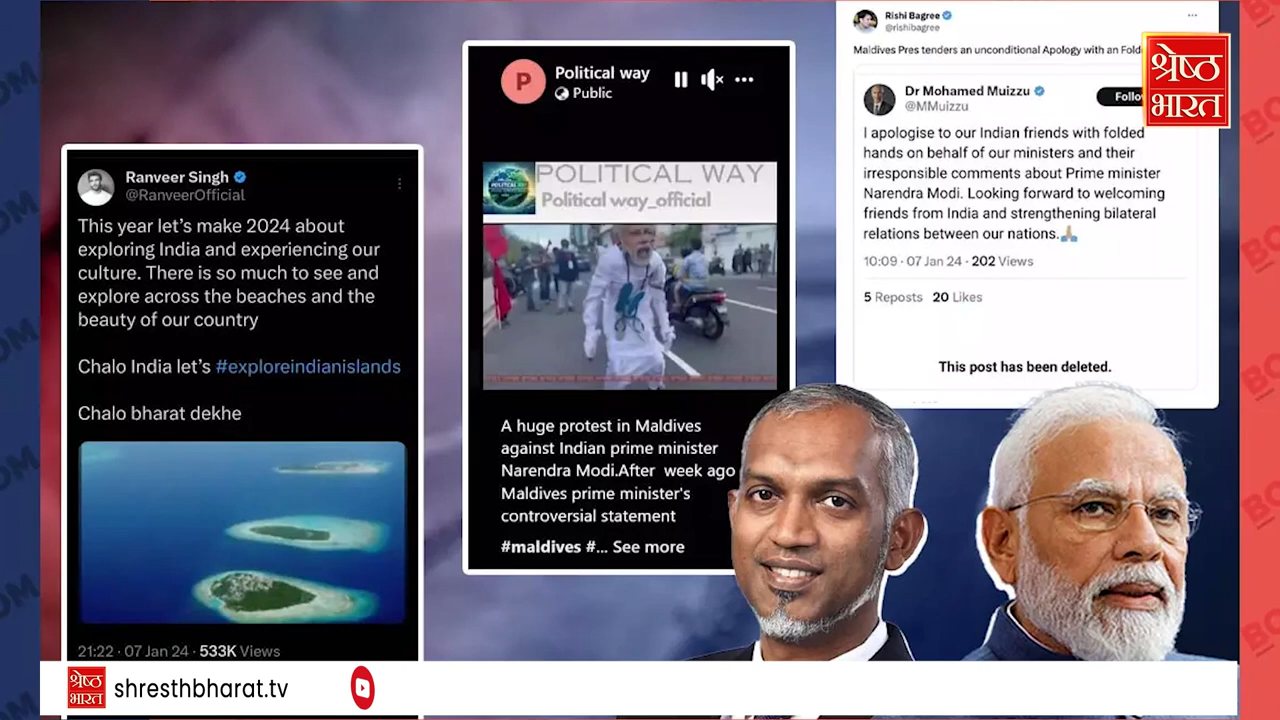 Ranveer Singh
@RanveerOfficial
This year let's make 2024 about
exploring India and experiencing our
culture. There is so much to see and
explore across the beaches and the
beauty of our country
Chalo India let's #exploreindianislands
Chalo bharat dekhe
21:22 · 07 Jan 24 · 533K Views
P
Political way
Public
POLITICAL WAY
Political way_official
A huge protest in Maldives
against Indian prime minister
Narendra Modi.After week ago
Maldives prime minister's
controversial statement
#maldives #... See more
Rishi Bagree
@rishibagree
Maldives Pres tenders an unconditional Apology with an
Dr Mohamed Muizzu
@MMuizzu
I apologise to our Indian friends with folded
hands on behalf of our ministers and their
irresponsible comments about Prime minister
Narendra Modi. Looking forward to welcoming
friends from India and strengthening bilateral
relations between our nations.🙏
10:09 · 07 Jan 24 · 202 Views
5 Reposts 20 Likes
This post has been deleted.
श्रेष्ठ
भारत
श्रेष्ठ
भारत
shresthbharat.tv